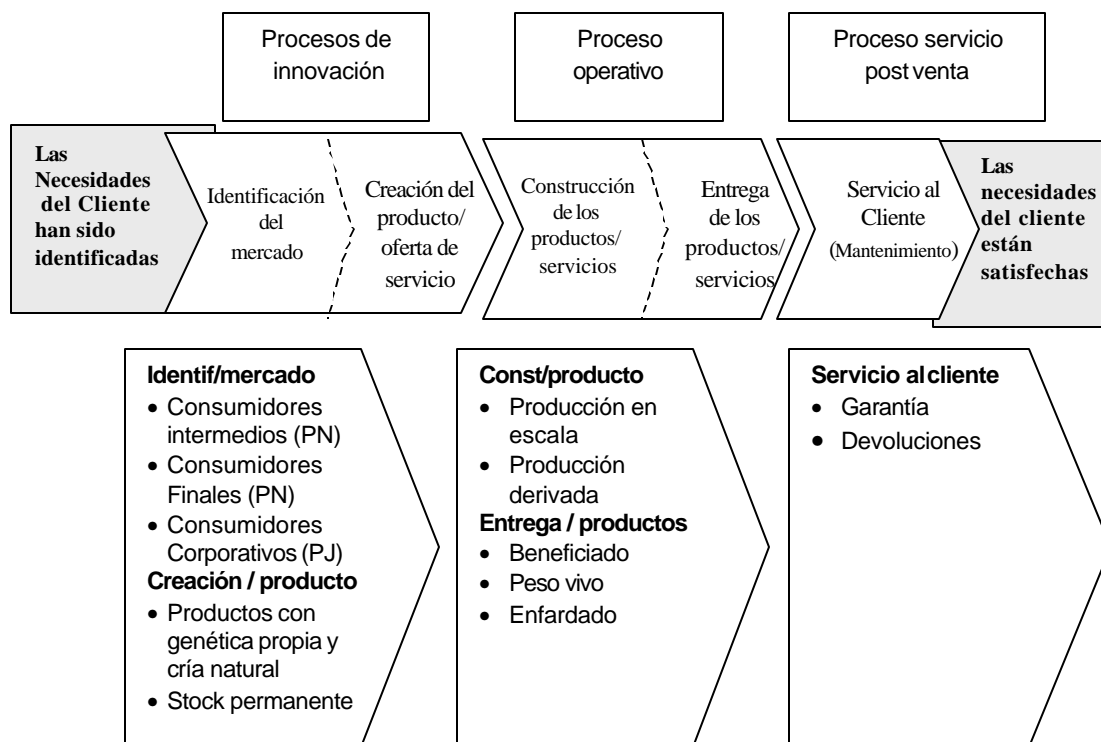 Procesos de
innovación
Proceso
operativo
Proceso servicio
post venta
Las
Necesidades
del Cliente
han sido
identificadas
Identificación
del
mercado
Creación del
producto/
oferta de
servicio
Construcción
de los
productos/
servicios
Entrega
de los
productos/
servicios
Servicio al
Cliente
(Mantenimiento)
Las
necesidades
del cliente
están
satisfechas
Identif/mercado
• Consumidores
intermedios (PN)
• Consumidores
Finales (PN)
• Consumidores
Corporativos (PJ)
Creación / producto
• Productos con
genética propia y
cría natural
• Stock permanente
Const/producto
• Producción en
escala
• Producción
derivada
Entrega / productos
• Beneficiado
• Peso vivo
• Enfardado
Servicio al cliente
• Garantía
• Devoluciones